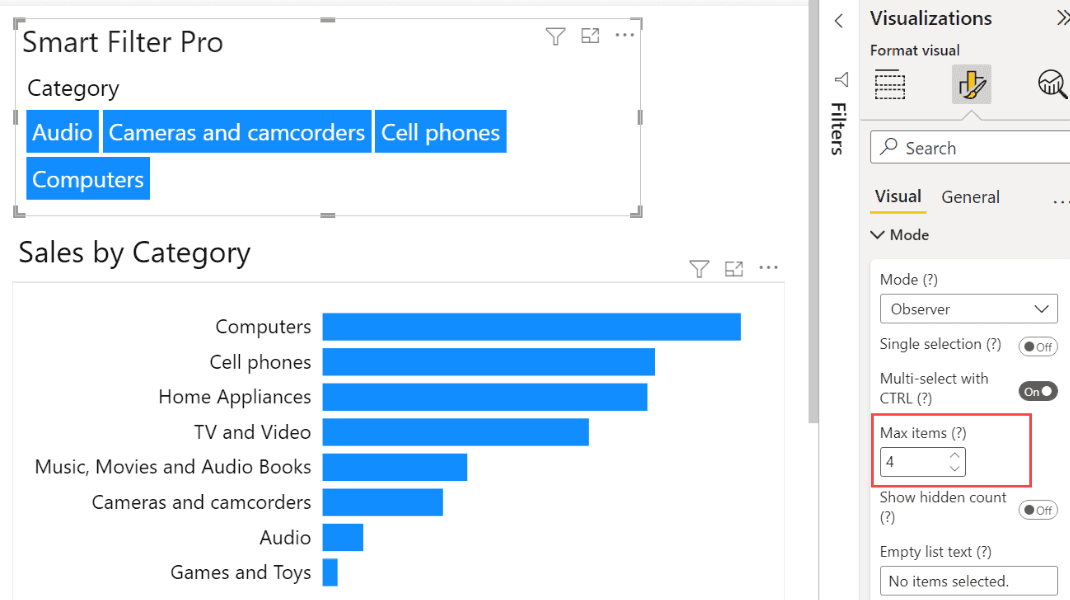 Smart Filter Pro
Category
Audio Cameras and camcorders Cell phones
Computers
Sales by Category
Computers
Cell phones
Home Appliances
TV and Video
Music, Movies and Audio Books
Cameras and camcorders
Audio
Games and Toys
Filters
Visualizations
Format visual
Search
Visual General
Mode
Mode (?)
Observer
Single selection (?) Off
Multi-select with
CTRL (?) On
Max items (?)
4
Show hidden count
(?) Off
Empty list text (?)
No items selected.